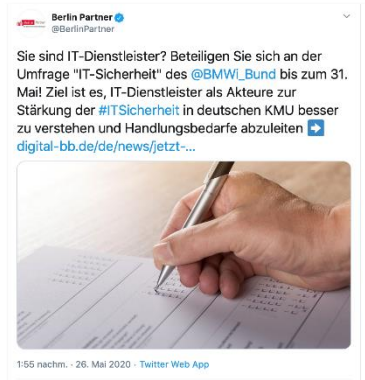 Berlin Partner
@BerlinPartner
Sie sind IT-Dienstleister? Beteiligen Sie sich an der
Umfrage "IT-Sicherheit" des @BMWi_Bund bis zum 31.
Mai! Ziel ist es, IT-Dienstleister als Akteure zur
Stärkung der #ITSicherheit in deutschen KMU besser
zu verstehen und Handlungsbedarfe abzuleiten ➡
digital-bb.de/de/news/jetzt-...
1:55 nachm. · 26. Mai 2020 · Twitter Web App